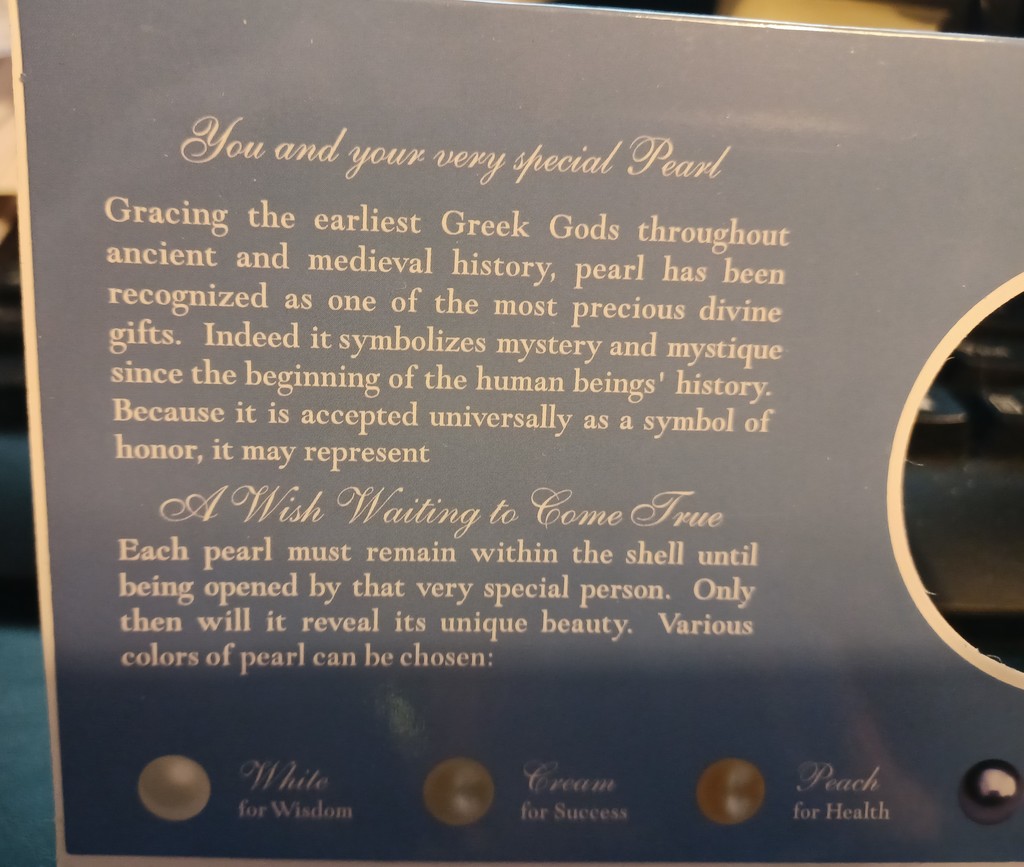 You and your very special Pearl
Gracing the earliest Greek Gods throughout
ancient and medieval history, pearl has been
recognized as one of the most precious divine
gifts. Indeed it symbolizes mystery and mystique
since the beginning of the human beings' history.
Because it is accepted universally as a symbol of
honor, it may represent
A Wish Waiting to Come True
Each pearl must remain within the shell until
being opened by that very special person. Only
then will it reveal its unique beauty. Various
colors of pearl can be chosen:
White
for Wisdom
Cream
for Success
Peach
for Health